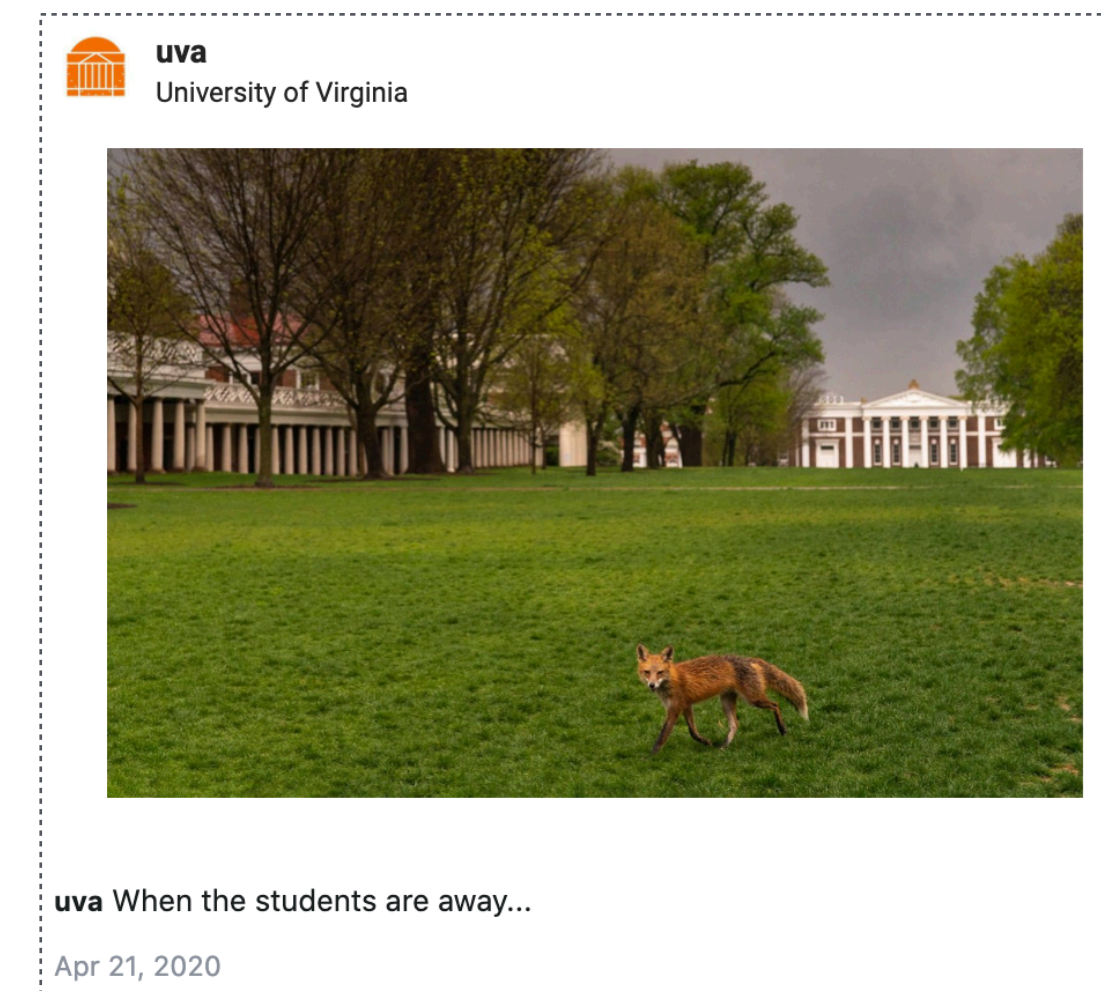 uva
University of Virginia
uva When the students are away...
Apr 21, 2020